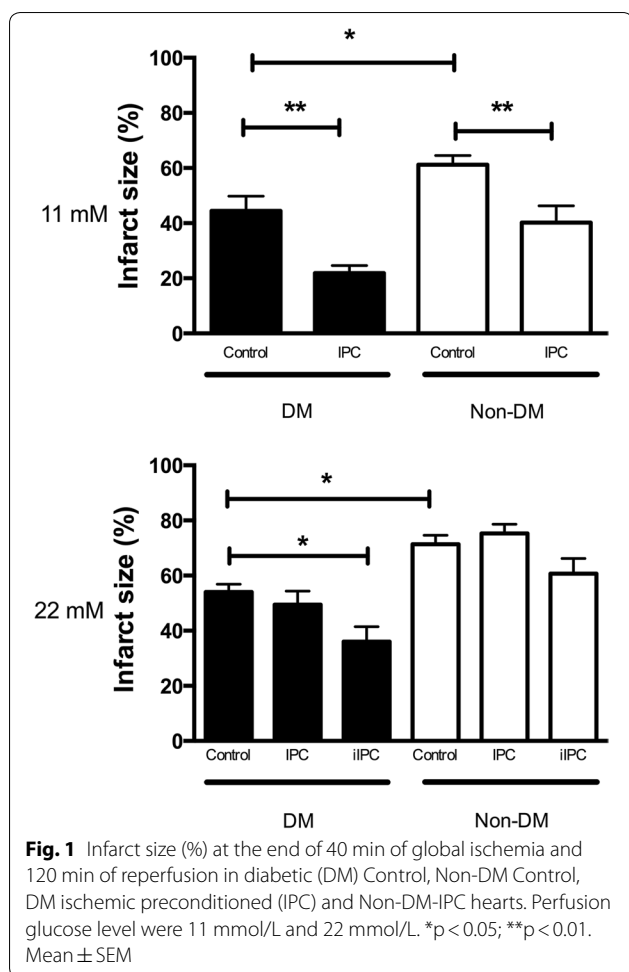 *
100
**
**
80
60
11 mM
Infarct size (%)
40
20
0
Control IPC Control IPC
DM Non-DM
100
*
80
*
60
22 mM
Infarct size (%)
40
20
0
Control IPC iIPC Control IPC iIPC
DM Non-DM
Fig. 1 Infarct size (%) at the end of 40 min of global ischemia and
120 min of reperfusion in diabetic (DM) Control, Non-DM Control,
DM ischemic preconditioned (IPC) and Non-DM-IPC hearts. Perfusion
glucose level were 11 mmol/L and 22 mmol/L. *p < 0.05; **p < 0.01.
Mean ± SEM